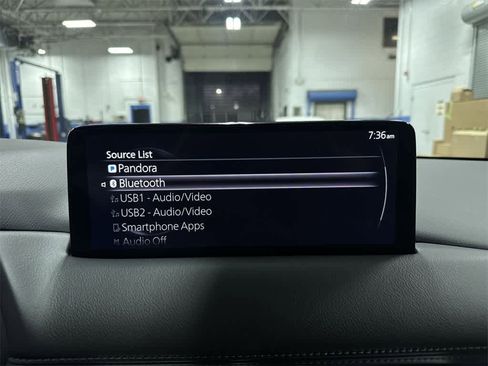 7:36am
Source List
Pandora
Bluetooth
USB1 - Audio/Video
USB2 - Audio/Video
Smartphone Apps
Audio Off